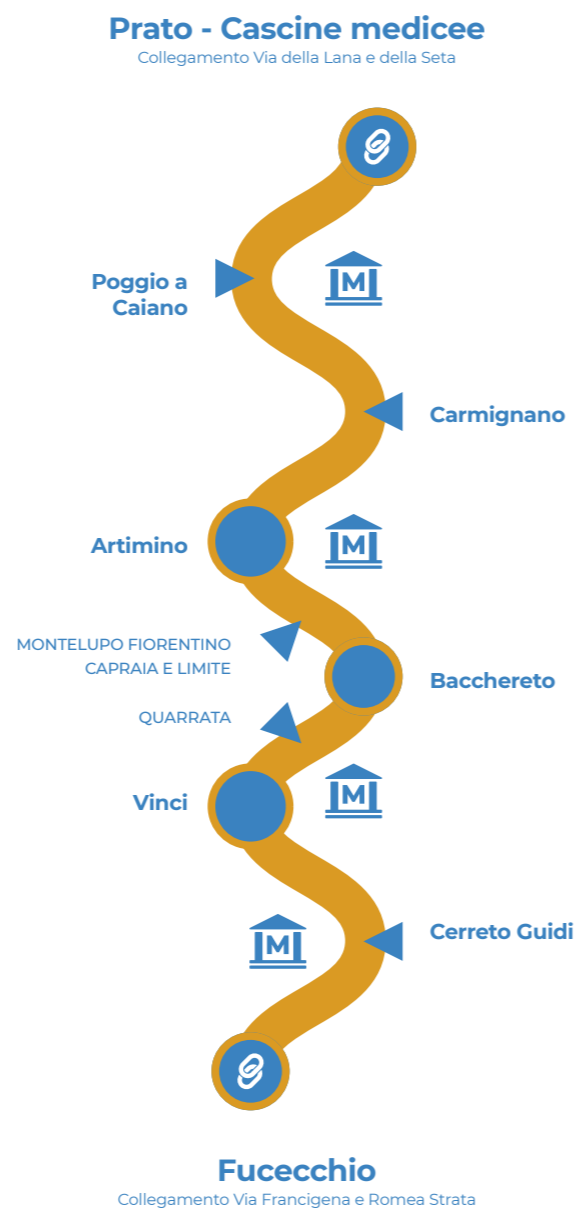 Prato - Cascine medicee
Collegamento Via della Lana e della Seta
Poggio a
Caiano
M
Carmignano
Artimino
M
MONTELUPO FIORENTINO
CAPRAIA E LIMITE
Bacchereto
QUARRATA
Vinci
M
Cerreto Guidi
M
Fucecchio
Collegamento Via Francigena e Romea Strata